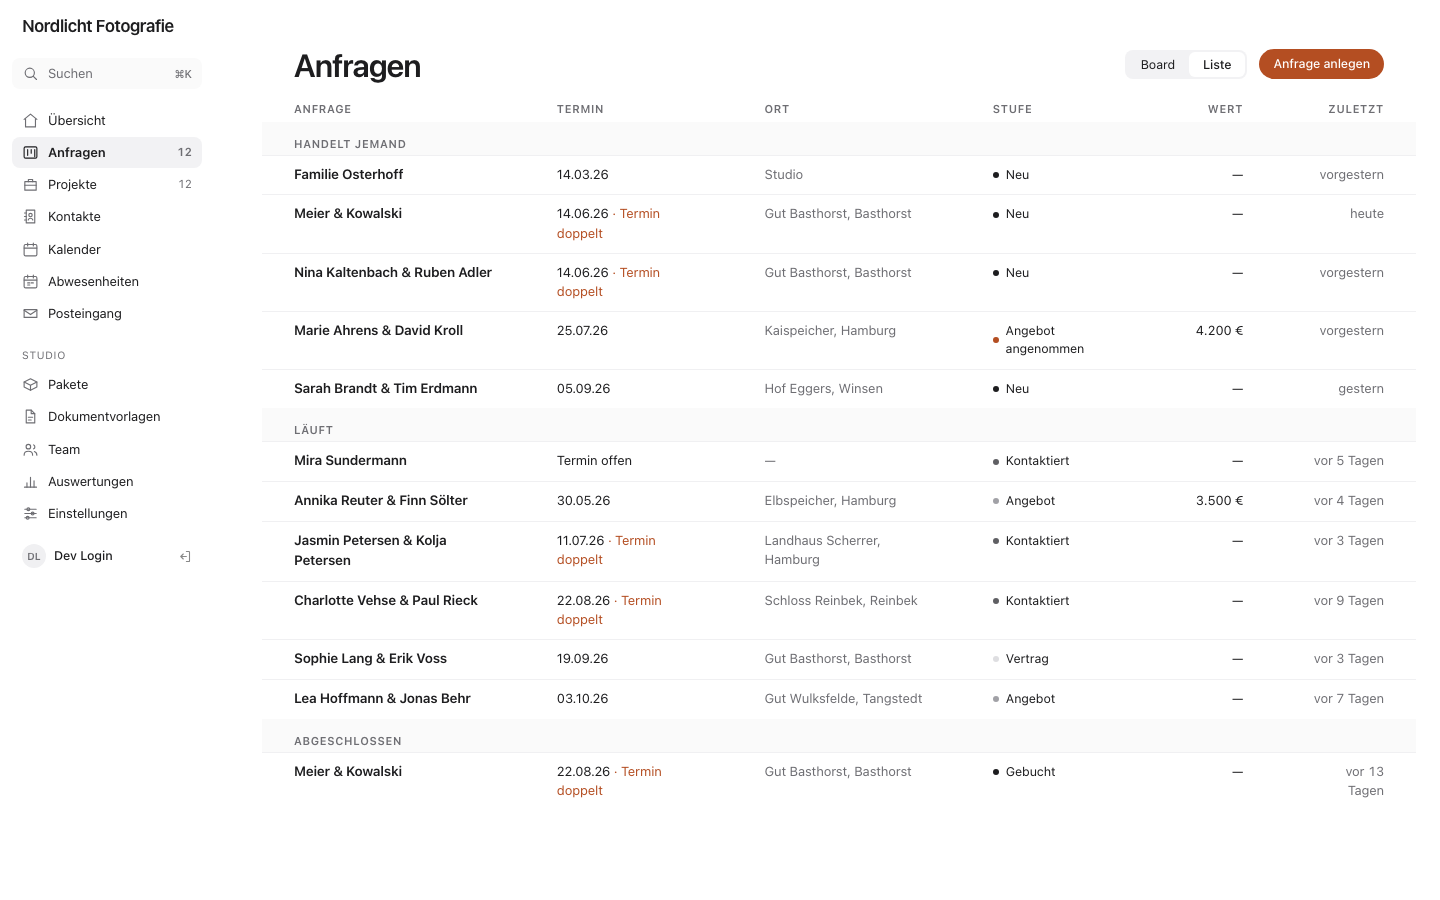 Nordlicht Fotografie
Suchen ⌘K
Übersicht
Anfragen 12
Projekte 12
Kontakte
Kalender
Abwesenheiten
Posteingang
STUDIO
Pakete
Dokumentvorlagen
Team
Auswertungen
Einstellungen
DL Dev Login
Anfragen
Board Liste Anfrage anlegen
ANFRAGE TERMIN ORT STUFE WERT ZULETZT
HANDELT JEMAND
Familie Osterhoff 14.03.26 Studio Neu — vorgestern
Meier & Kowalski 14.06.26 · Termin Gut Basthorst, Basthorst Neu — heute
doppelt
Nina Kaltenbach & Ruben Adler 14.06.26 · Termin Gut Basthorst, Basthorst Neu — vorgestern
doppelt
Marie Ahrens & David Kroll 25.07.26 Kaispeicher, Hamburg Angebot 4.200 € vorgestern
angenommen
Sarah Brandt & Tim Erdmann 05.09.26 Hof Eggers, Winsen Neu — gestern
LÄUFT
Mira Sundermann Termin offen — Kontaktiert — vor 5 Tagen
Annika Reuter & Finn Sölter 30.05.26 Elbspeicher, Hamburg Angebot 3.500 € vor 4 Tagen
Jasmin Petersen & Kolja 11.07.26 · Termin Landhaus Scherrer, Kontaktiert — vor 3 Tagen
Petersen doppelt Hamburg
Charlotte Vehse & Paul Rieck 22.08.26 · Termin Schloss Reinbek, Reinbek Kontaktiert — vor 9 Tagen
doppelt
Sophie Lang & Erik Voss 19.09.26 Gut Basthorst, Basthorst Vertrag — vor 3 Tagen
Lea Hoffmann & Jonas Behr 03.10.26 Gut Wulksfelde, Tangstedt Angebot — vor 7 Tagen
ABGESCHLOSSEN
Meier & Kowalski 22.08.26 · Termin Gut Basthorst, Basthorst Gebucht — vor 13
doppelt Tagen